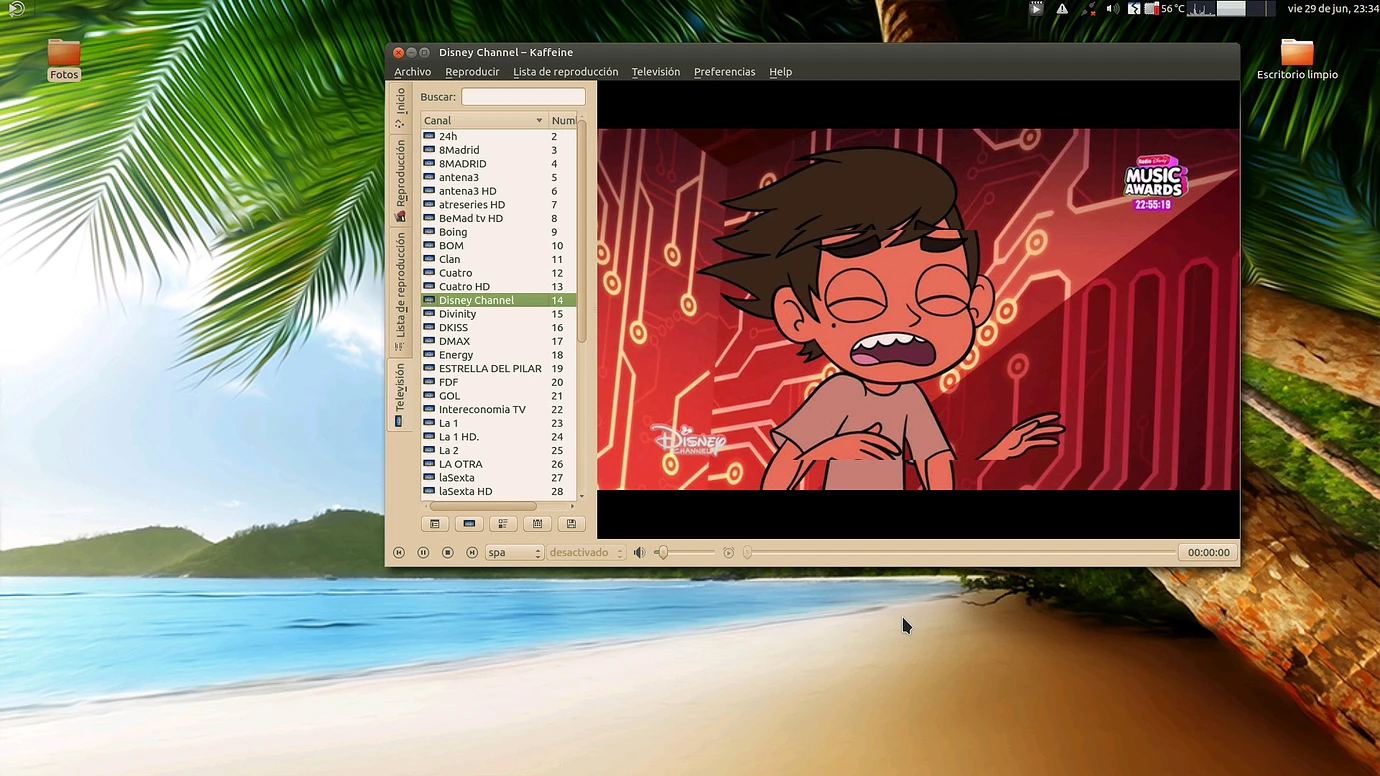 56 °C
vie 29 de jun, 23:34
Fotos
Escritorio limpio
Disney Channel – Kaffeine
Archivo Reproducir Lista de reproducción Televisión Preferencias Help
Inicio
Reproducción
Lista de reproducción
Televisión
Buscar:
Canal Num
24h 2
8Madrid 3
8MADRID 4
antena3 5
antena3 HD 6
atreseries HD 7
BeMad tv HD 8
Boing 9
BOM 10
Clan 11
Cuatro 12
Cuatro HD 13
Disney Channel 14
Divinity 15
DKISS 16
DMAX 17
Energy 18
ESTRELLA DEL PILAR 19
FDF 20
GOL 21
Intereconomia TV 22
La 1 23
La 1 HD. 24
La 2 25
LA OTRA 26
laSexta 27
laSexta HD 28
Radio Disney
MUSIC
AWARDS
22:55:19
Disney
CHANNEL
spa desactivado 00:00:00